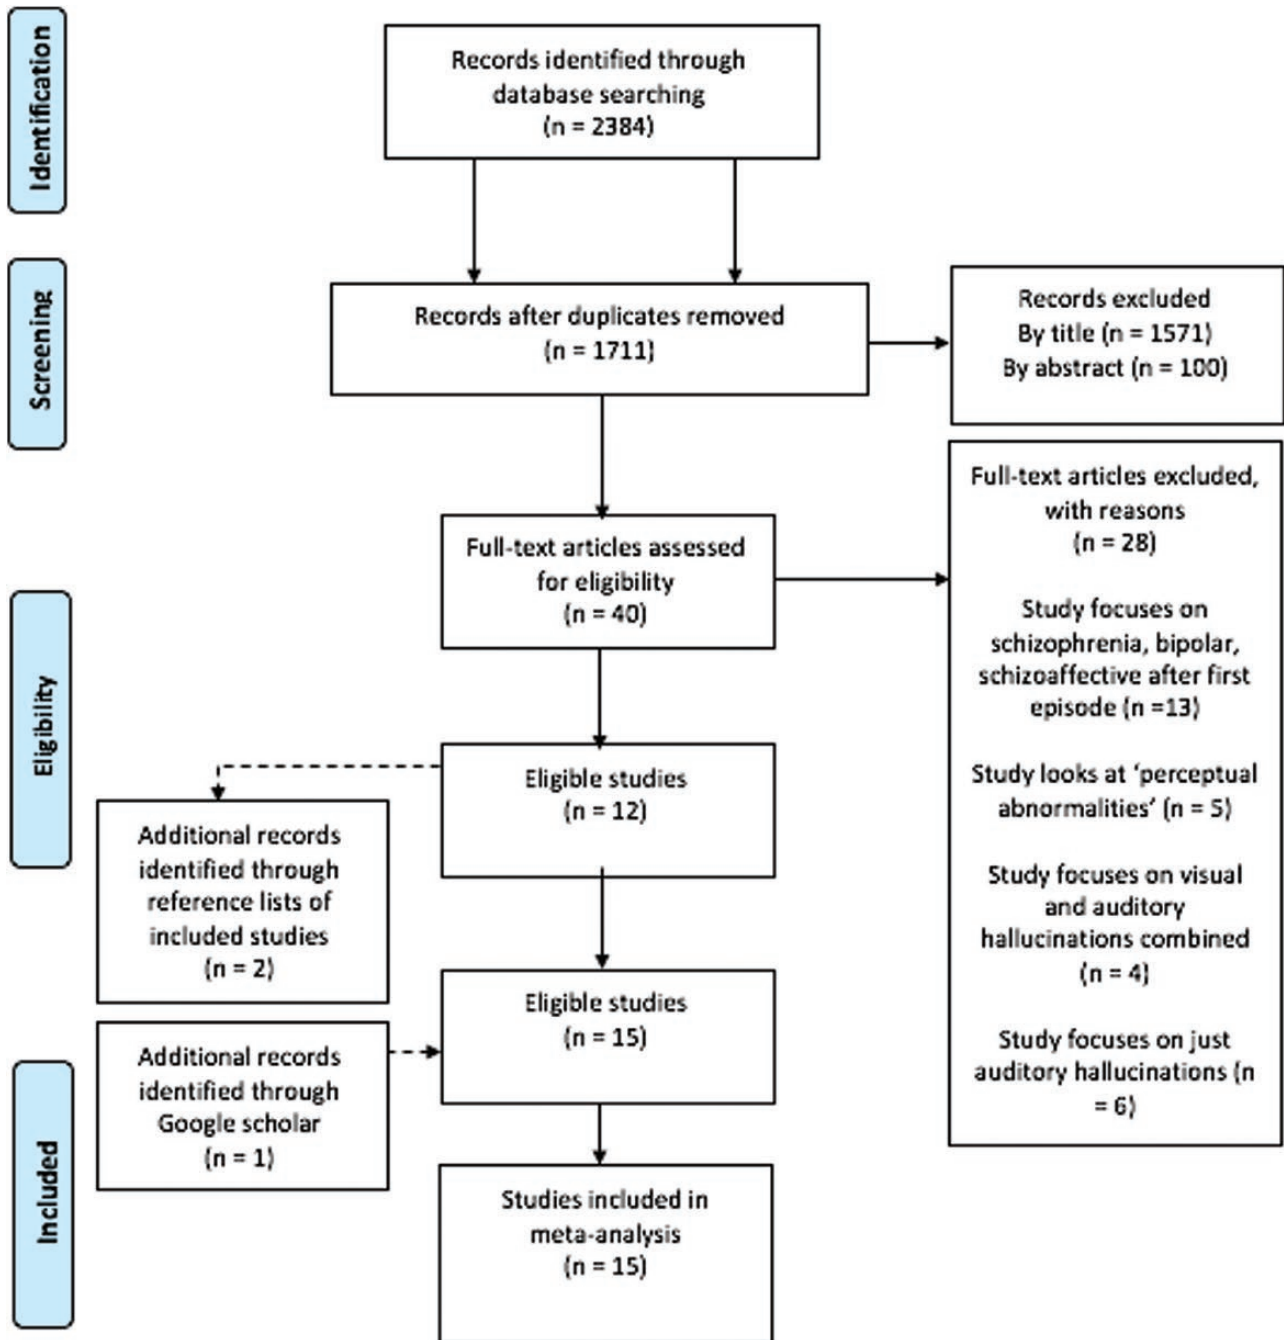 Identification
Records identified through
database searching
(n = 2384)
Screening
Records after duplicates removed
(n = 1711)
Records excluded
By title (n = 1571)
By abstract (n = 100)
Eligibility
Full-text articles assessed
for eligibility
(n = 40)
Full-text articles excluded,
with reasons
(n = 28)
Study focuses on
schizophrenia, bipolar,
schizoaffective after first
episode (n =13)
Study looks at ‘perceptual
abnormalities’ (n = 5)
Study focuses on visual
and auditory
hallucinations combined
(n = 4)
Study focuses on just
auditory hallucinations (n
= 6)
Eligible studies
(n = 12)
Additional records
identified through
reference lists of
included studies
(n = 2)
Eligible studies
(n = 15)
Additional records
identified through
Google scholar
(n = 1)
Included
Studies included in
meta-analysis
(n = 15)